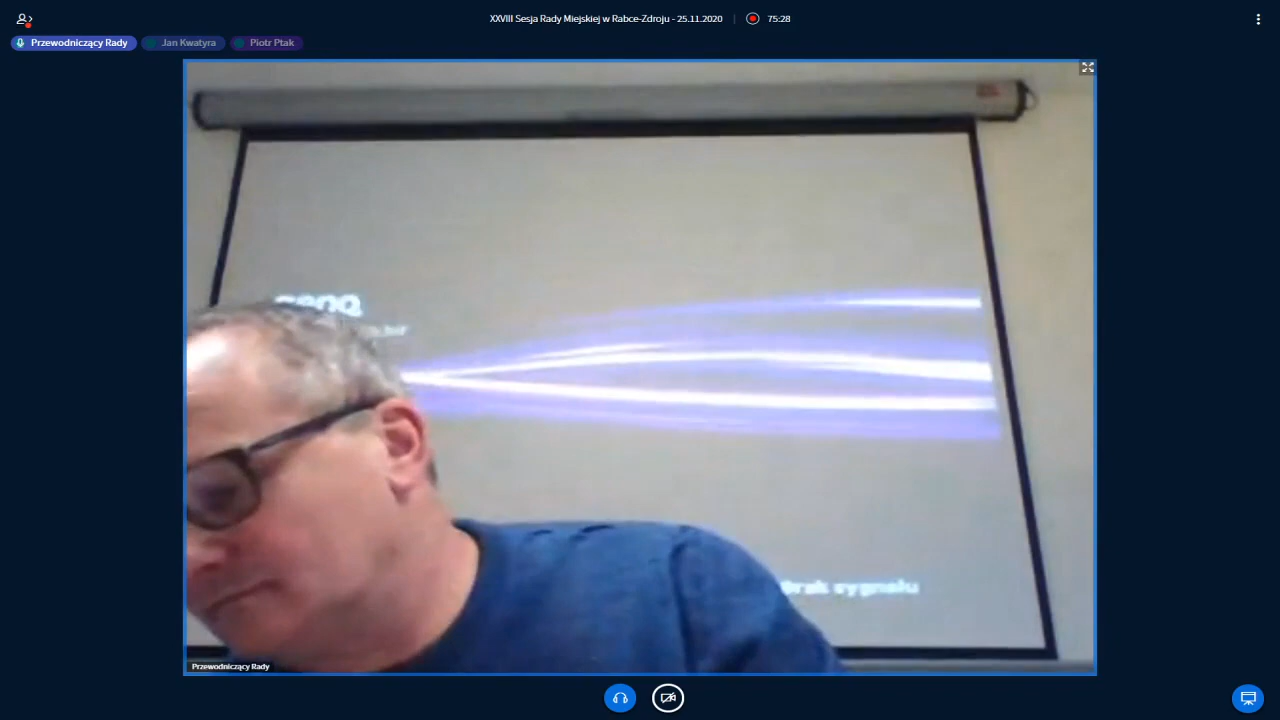 XXVIII Sesja Rady Miejskiej w Rabce-Zdroju - 25.11.2020
75:28
Przewodniczący Rady
Jan Kwatyra
Piotr Ptak
BenQ
Brak sygnału
Przewodniczący Rady